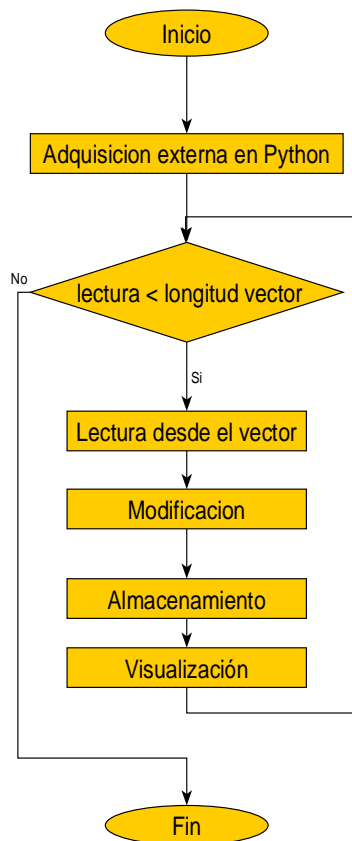 Inicio
Adquisicion externa en Python
No
lectura < longitud vector
Si
Lectura desde el vector
Modificacion
Almacenamiento
Visualización
Fin